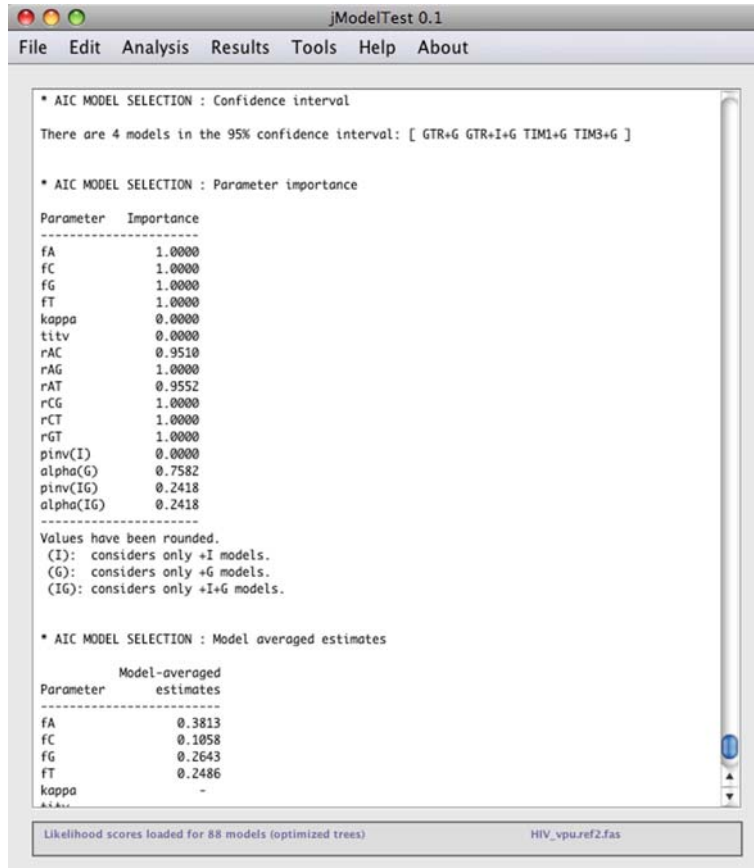 jModelTest 0.1
File Edit Analysis Results Tools Help About
* AIC MODEL SELECTION : Confidence interval
There are 4 models in the 95% confidence interval: [ GTR+G GTR+I+G TIM1+G TIM3+G ]
* AIC MODEL SELECTION : Parameter importance
Parameter Importance
----------------------
fA 1.0000
fC 1.0000
fG 1.0000
fT 1.0000
kappa 0.0000
titv 0.0000
rAC 0.9510
rAG 1.0000
rAT 0.9552
rCG 1.0000
rCT 1.0000
rGT 1.0000
pinv(I) 0.0000
alpha(G) 0.7582
pinv(IG) 0.2418
alpha(IG) 0.2418
----------------------
Values have been rounded.
(I): considers only +I models.
(G): considers only +G models.
(IG): considers only +I+G models.
* AIC MODEL SELECTION : Model averaged estimates
Model-averaged
Parameter estimates
-------------------------
fA 0.3813
fC 0.1058
fG 0.2643
fT 0.2486
kappa -
Likelihood scores loaded for 88 models (optimized trees) HIV_vpu.ref2.fas